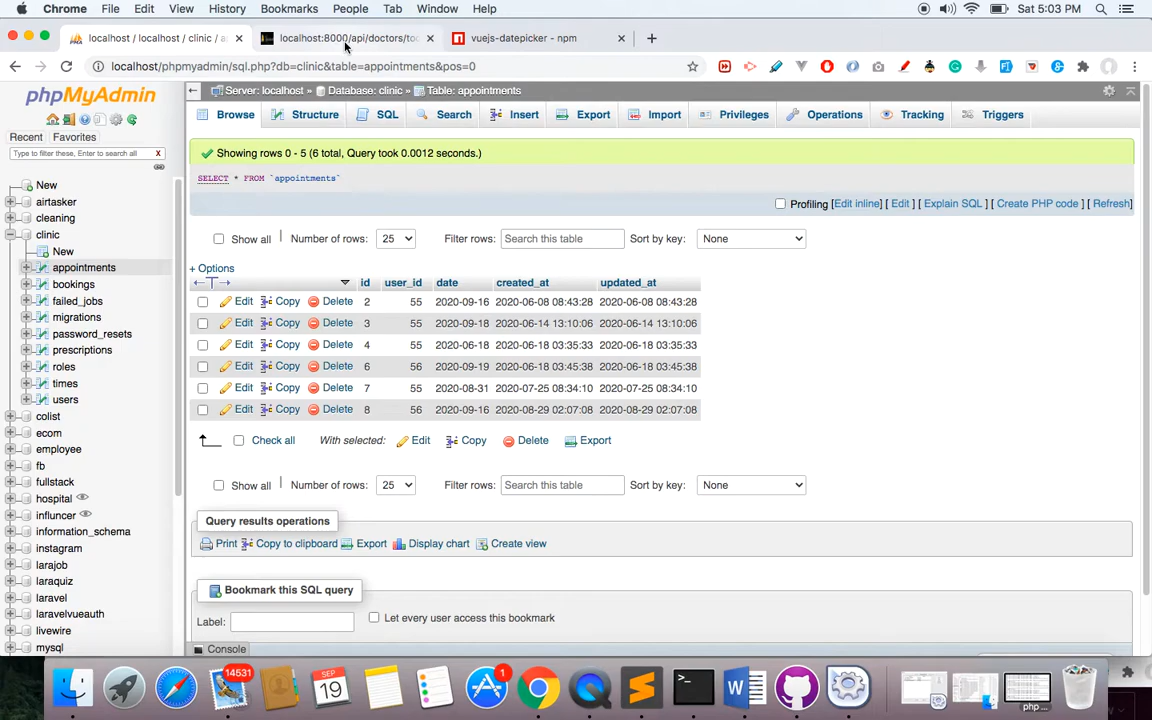 Chrome File Edit View History Bookmarks People Cab Window Help Sat 5:03 PM
localhost / localhost / clinic / a
localhost:8000/api/doctors/to
vuejs-datepicker - npm
localhost/phpmyadmin/sql.php?db=clinic&table=appointments&pos=0
phpMyAdmin
Recent Favorites
Type to filter these, Enter to search all X
New
airtasker
cleaning
clinic
New
appointments
bookings
failed_jobs
migrations
password_resets
prescriptions
roles
times
users
colist
ecom
employee
fb
fullstack
hospital
influncer
information_schema
instagram
larajob
laraquiz
laravel
laravelvueauth
livewire
mysql
Server: localhost » Database: clinic » Table: appointments
Browse Structure SQL Search Insert Export Import Privileges Operations Tracking Triggers
Showing rows 0 - 5 (6 total, Query took 0.0012 seconds.)
SELECT * FROM `appointments`
Profiling [Edit inline] [ Edit ] [ Explain SQL ] [ Create PHP code ] [ Refresh]
Show all Number of rows: 25 Filter rows: Search this table Sort by key: None
+ Options
id user_id date created_at updated_at
Edit Copy Delete 2 55 2020-09-16 2020-06-08 08:43:28 2020-06-08 08:43:28
Edit Copy Delete 3 55 2020-09-18 2020-06-14 13:10:06 2020-06-14 13:10:06
Edit Copy Delete 4 55 2020-06-18 2020-06-18 03:35:33 2020-06-18 03:35:33
Edit Copy Delete 6 56 2020-09-19 2020-06-18 03:45:38 2020-06-18 03:45:38
Edit Copy Delete 7 55 2020-08-31 2020-07-25 08:34:10 2020-07-25 08:34:10
Edit Copy Delete 8 56 2020-09-16 2020-08-29 02:07:08 2020-08-29 02:07:08
Check all With selected: Edit Copy Delete Export
Show all Number of rows: 25 Filter rows: Search this table Sort by key: None
Query results operations
Print Copy to clipboard Export Display chart Create view
Bookmark this SQL query
Label: Let every user access this bookmark
Console
14531
SEP
19
1
php ...